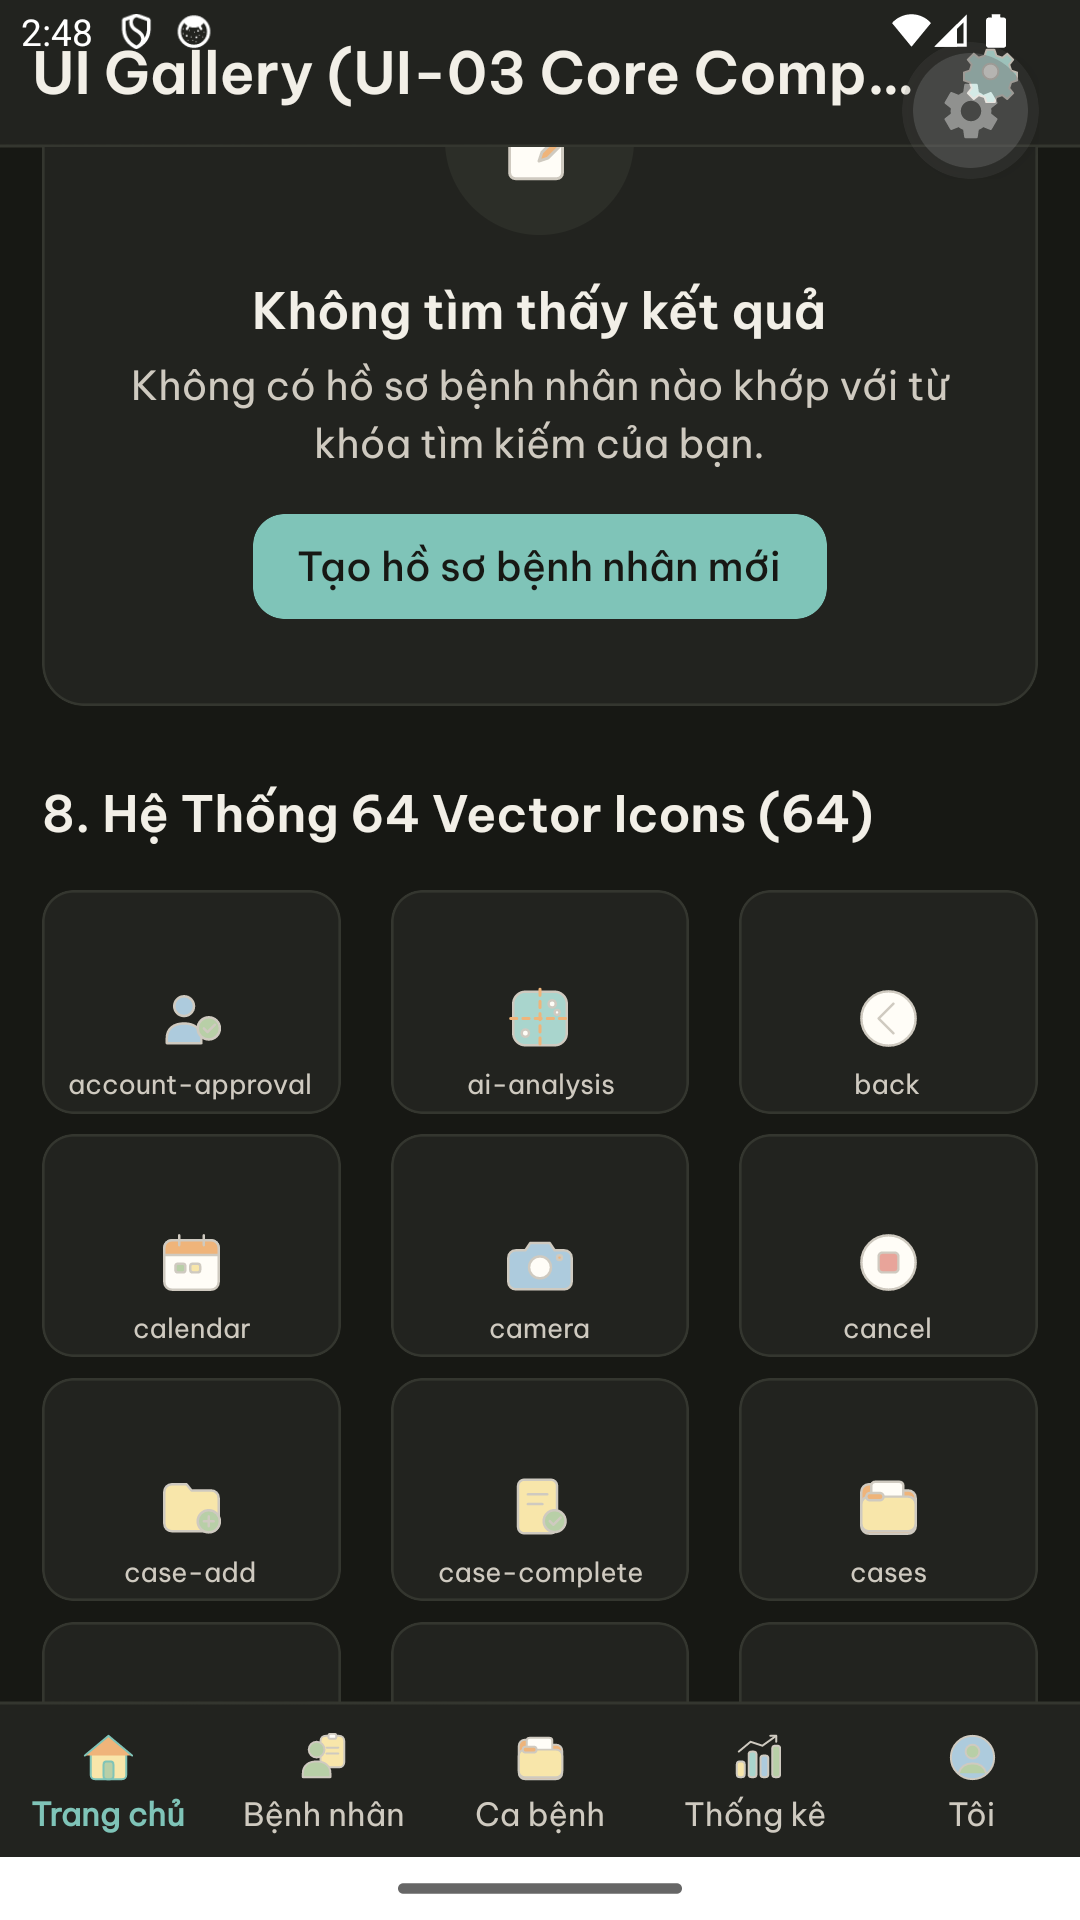 2:48
UI Gallery (UI-03 Core Comp...
Không tìm thấy kết quả
Không có hồ sơ bệnh nhân nào khớp với từ
khóa tìm kiếm của bạn.
Tạo hồ sơ bệnh nhân mới
8. Hệ Thống 64 Vector Icons (64)
account-approval
ai-analysis
back
calendar
camera
cancel
case-add
case-complete
cases
Trang chủ
Bệnh nhân
Ca bệnh
Thống kê
Tôi